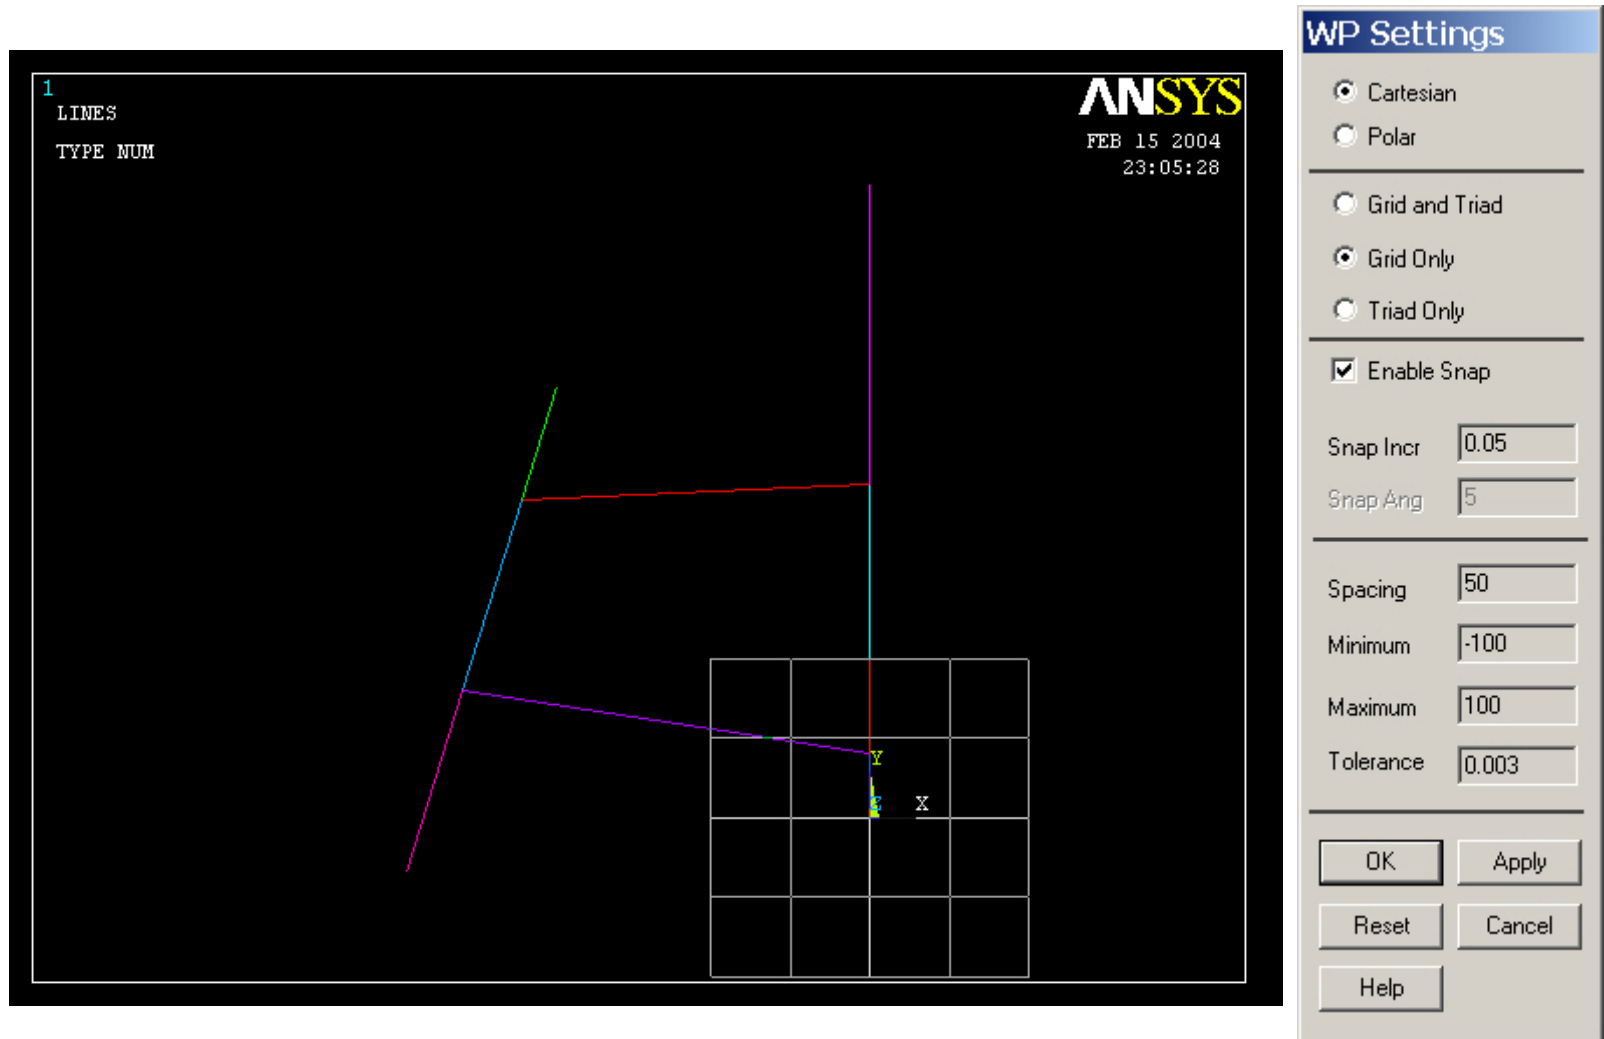 1
LINES
TYPE NUM
ANSYS
FEB 15 2004
23:05:28
Y
Z
X
WP Settings
Cartesian
Polar
Grid and Triad
Grid Only
Triad Only
Enable Snap
Snap Incr 0.05
Snap Ang 5
Spacing 50
Minimum -100
Maximum 100
Tolerance 0.003
OK Apply
Reset Cancel
Help